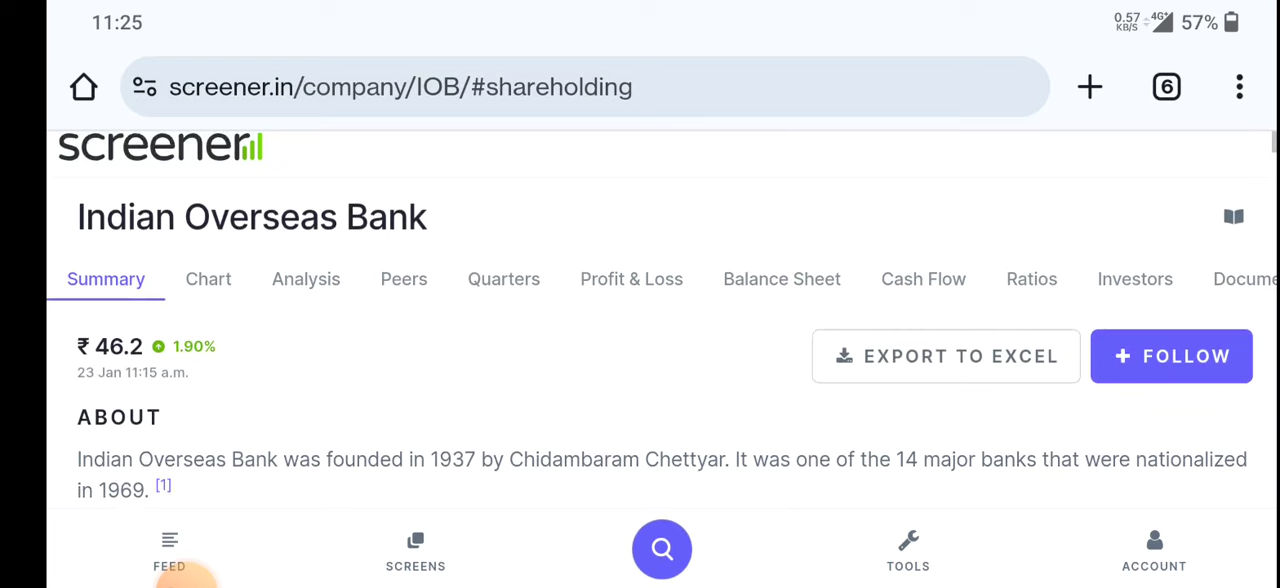 11:25
0.57 KB/S 4G+ 57%
screener.in/company/IOB/#shareholding
6
screener
Indian Overseas Bank
Summary Chart Analysis Peers Quarters Profit & Loss Balance Sheet Cash Flow Ratios Investors Docume
₹ 46.2 1.90%
23 Jan 11:15 a.m.
EXPORT TO EXCEL
FOLLOW
ABOUT
Indian Overseas Bank was founded in 1937 by Chidambaram Chettyar. It was one of the 14 major banks that were nationalized
in 1969. [1]
FEED SCREENS TOOLS ACCOUNT